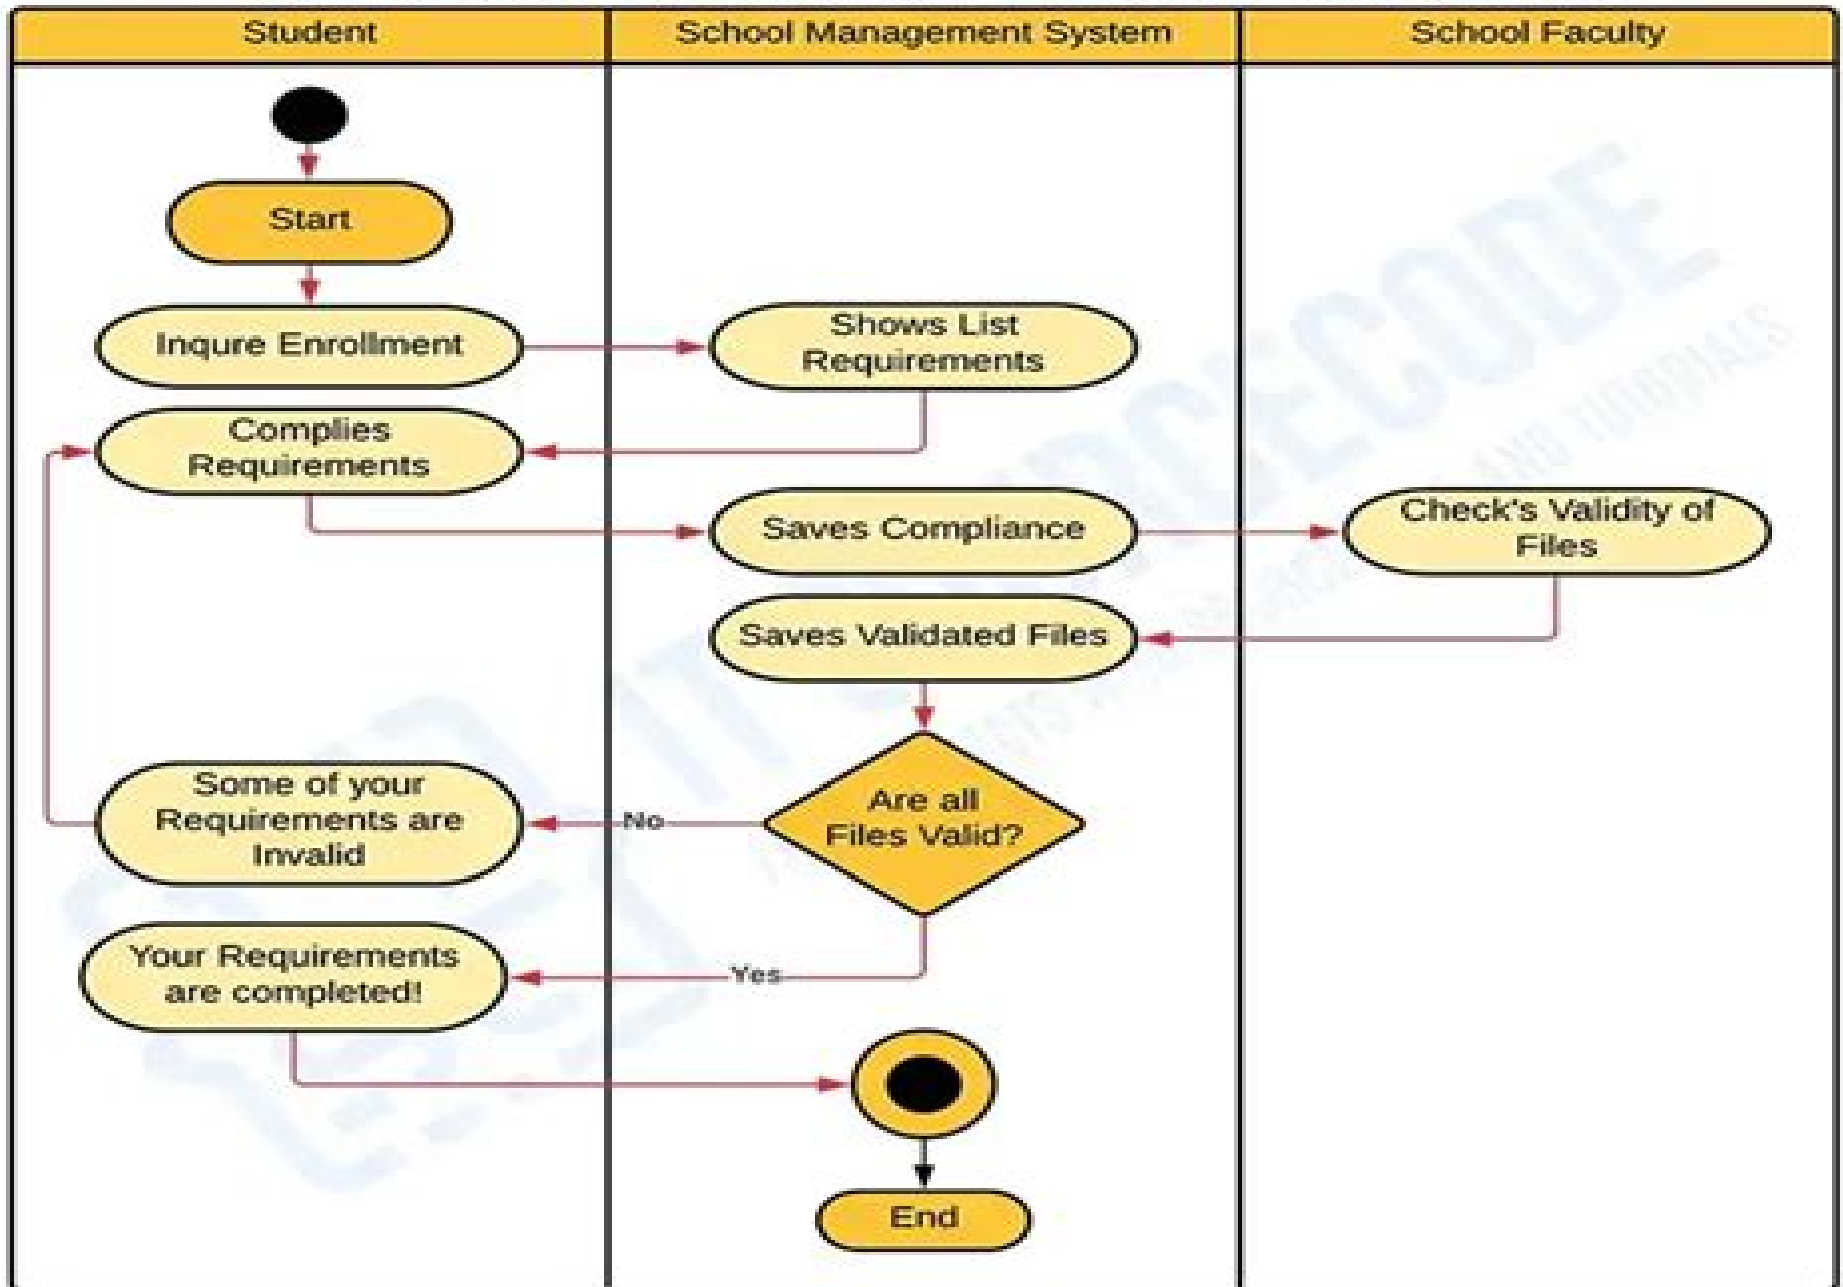 Student
School Management System
School Faculty
Start
Inqure Enrollment
Shows List
Requirements
Complies
Requirements
Saves Compliance
Check's Validity of
Files
Saves Validated Files
Are all
Files Valid?
No
Some of your
Requirements are
Invalid
Yes
Your Requirements
are completed!
End
AND TUTORIALS